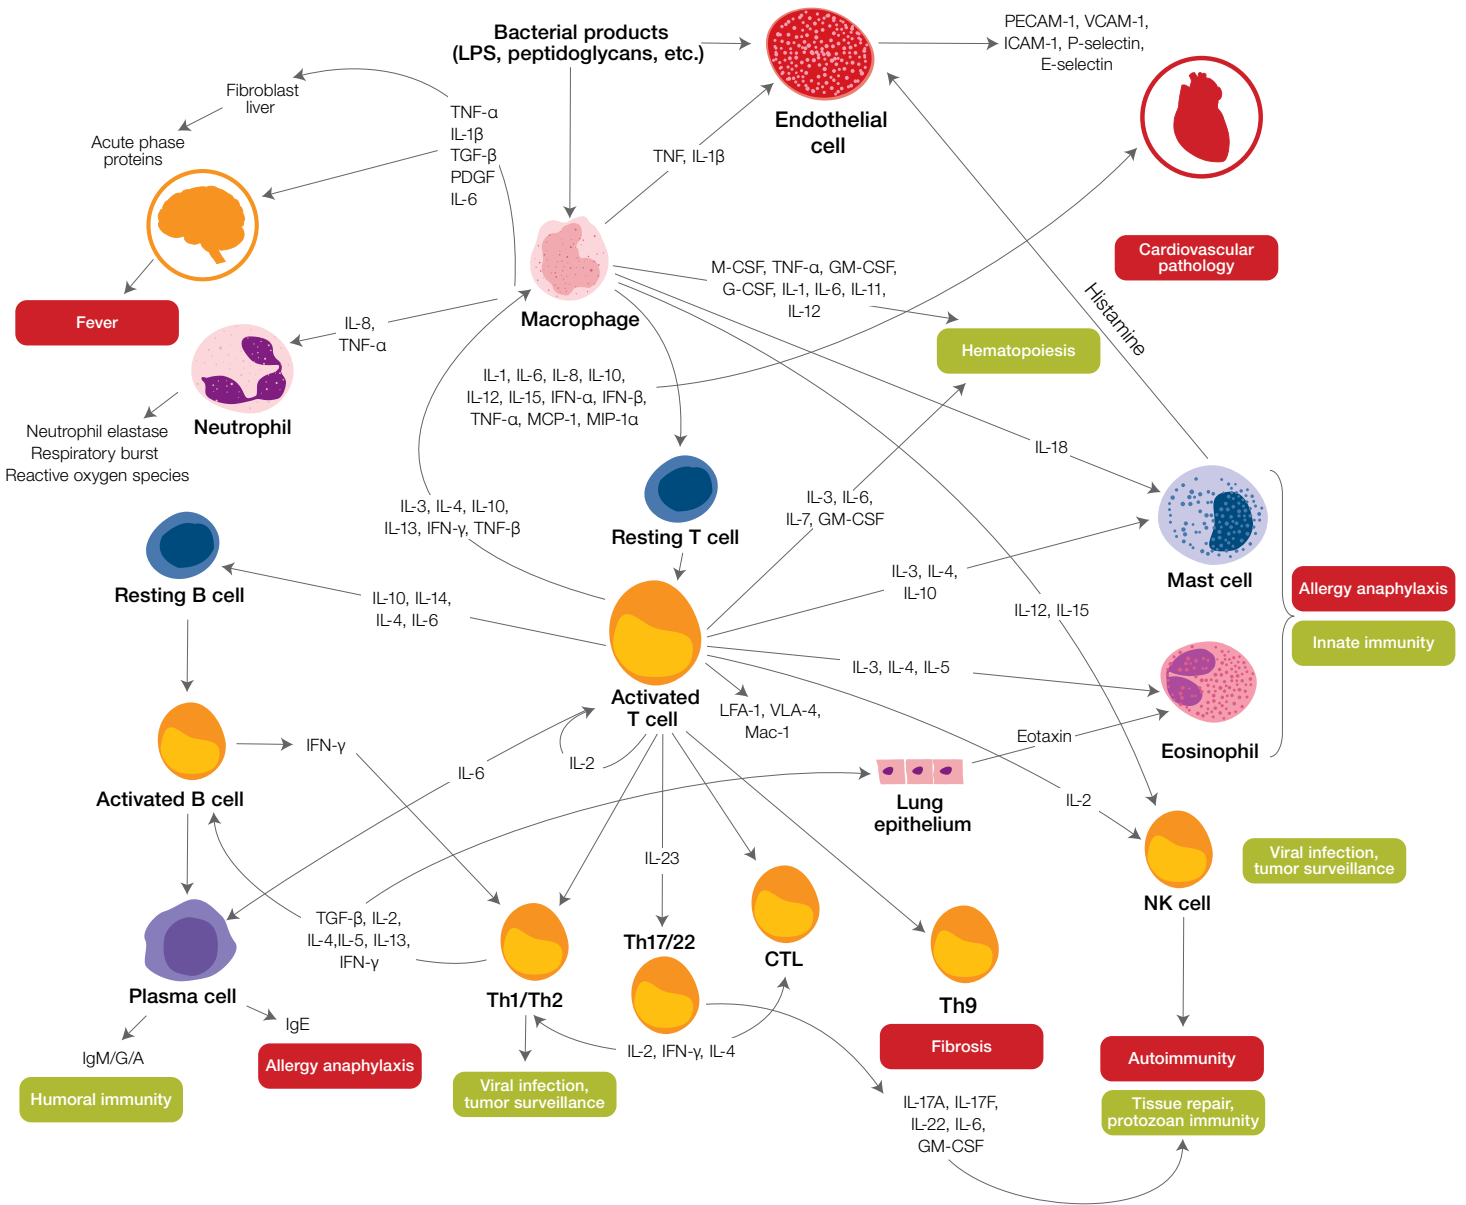 Bacterial products
(LPS, peptidoglycans, etc.)
PECAM-1, VCAM-1,
ICAM-1, P-selectin,
E-selectin
Endothelial
cell
Fibroblast
liver
Acute phase
proteins
TNF-α
IL-1β
TGF-β
PDGF
IL-6
TNF, IL-1β
Cardiovascular
pathology
Fever
Macrophage
M-CSF, TNF-α, GM-CSF,
G-CSF, IL-1, IL-6, IL-11,
IL-12
Histamine
Hematopoiesis
IL-8,
TNF-α
Neutrophil
Neutrophil elastase
Respiratory burst
Reactive oxygen species
IL-1, IL-6, IL-8, IL-10,
IL-12, IL-15, IFN-α, IFN-β,
TNF-α, MCP-1, MIP-1α
IL-18
IL-3, IL-4, IL-10,
IL-13, IFN-γ, TNF-β
Resting T cell
IL-3, IL-6,
IL-7, GM-CSF
Mast cell
Resting B cell
IL-10, IL-14,
IL-4, IL-6
IL-3, IL-4,
IL-10
IL-12, IL-15
Allergy anaphylaxis
Innate immunity
Activated
T cell
IL-3, IL-4, IL-5
LFA-1, VLA-4,
Mac-1
Eotaxin
Eosinophil
IFN-γ
IL-6
IL-2
Activated B cell
Lung
epithelium
IL-2
IL-23
Viral infection,
tumor surveillance
NK cell
TGF-β, IL-2,
IL-4,IL-5, IL-13,
IFN-γ
Th17/22
CTL
Plasma cell
Th1/Th2
Th9
IgE
IgM/G/A
Allergy anaphylaxis
Humoral immunity
IL-2, IFN-γ, IL-4
Fibrosis
Autoimmunity
Viral infection,
tumor surveillance
IL-17A, IL-17F,
IL-22, IL-6,
GM-CSF
Tissue repair,
protozoan immunity